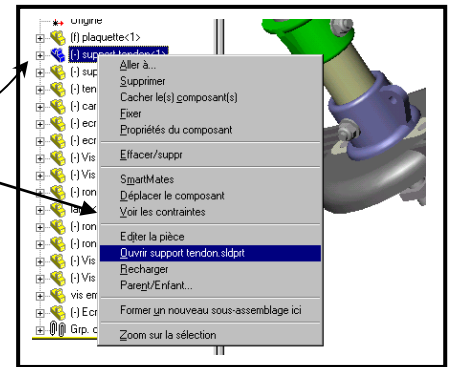 Origine
(f) plaquette<1>
(-) support tendon<1>
(-) sup
(-) ten
(-) car
(-) ecr
(-) ecr
(-) Vis
(-) Vis
(-) ron
(-) ron
(-) ron
(-) Vis
(-) Vis
vis em
(-) Ecr
Grp. c
Aller à...
Supprimer
Cacher le(s) composant(s)
Fixer
Propriétés du composant
Effacer/suppr
SmartMates
Déplacer le composant
Voir les contraintes
Editer la pièce
Ouvrir support tendon.sldprt
Recharger
Parent/Enfant...
Former un nouveau sous-assemblage ici
Zoom sur la sélection